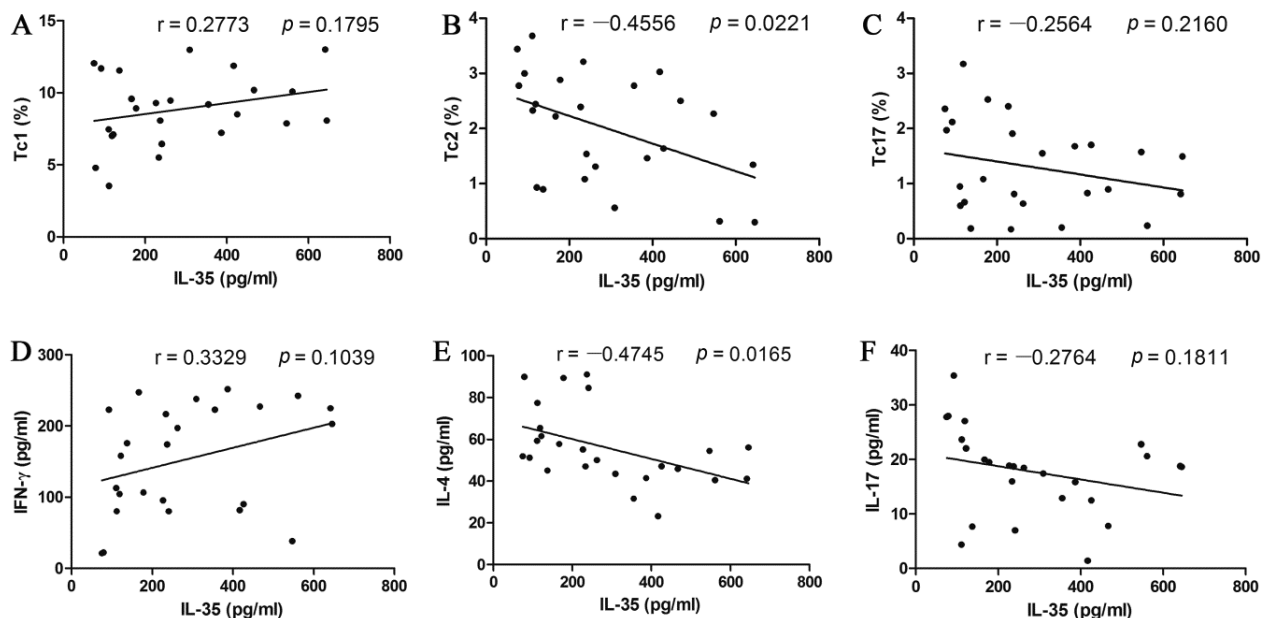 A
r = 0.2773 p = 0.1795
15
10
5
0
Tc1 (%)
0 200 400 600 800
IL-35 (pg/ml)
B
r = −0.4556 p = 0.0221
4
3
2
1
0
Tc2 (%)
0 200 400 600 800
IL-35 (pg/ml)
C
r = −0.2564 p = 0.2160
4
3
2
1
0
Tc17 (%)
0 200 400 600 800
IL-35 (pg/ml)
D
r = 0.3329 p = 0.1039
300
200
100
0
IFN-γ (pg/ml)
0 200 400 600 800
IL-35 (pg/ml)
E
r = −0.4745 p = 0.0165
100
80
60
40
20
0
IL-4 (pg/ml)
0 200 400 600 800
IL-35 (pg/ml)
F
r = −0.2764 p = 0.1811
40
30
20
10
0
IL-17 (pg/ml)
0 200 400 600 800
IL-35 (pg/ml)